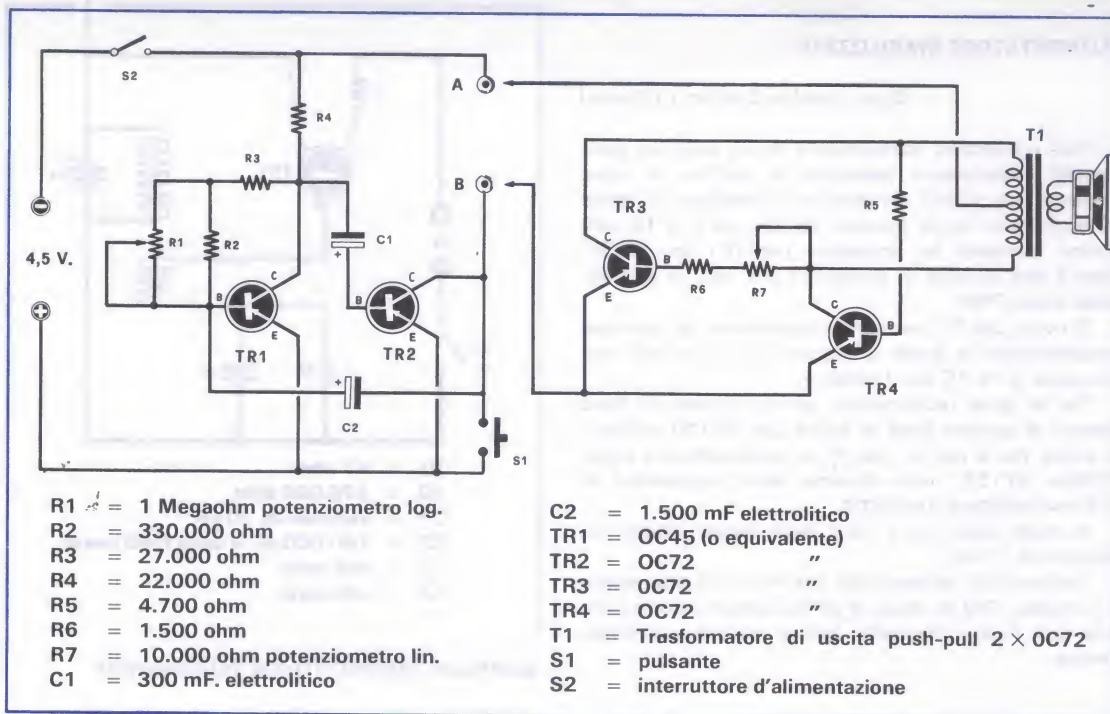 S2
R4
A
T1
R3
B
TR3
R5
R1
R2
C1
4,5 V.
+
C
B
E
TR1
C
B
E
TR2
C
B
E
R6
R7
C
B
E
TR4
+
C2
S1
R1 = 1 Megaohm potenziometro log.
R2 = 330.000 ohm
R3 = 27.000 ohm
R4 = 22.000 ohm
R5 = 4.700 ohm
R6 = 1.500 ohm
R7 = 10.000 ohm potenziometro lin.
C1 = 300 mF. elettrolitico
C2 = 1.500 mF elettrolitico
TR1 = OC45 (o equivalente)
TR2 = OC72 "
TR3 = OC72 "
TR4 = OC72 "
T1 = Trasformatore di uscita push-pull 2 × OC72
S1 = pulsante
S2 = interruttore d'alimentazione